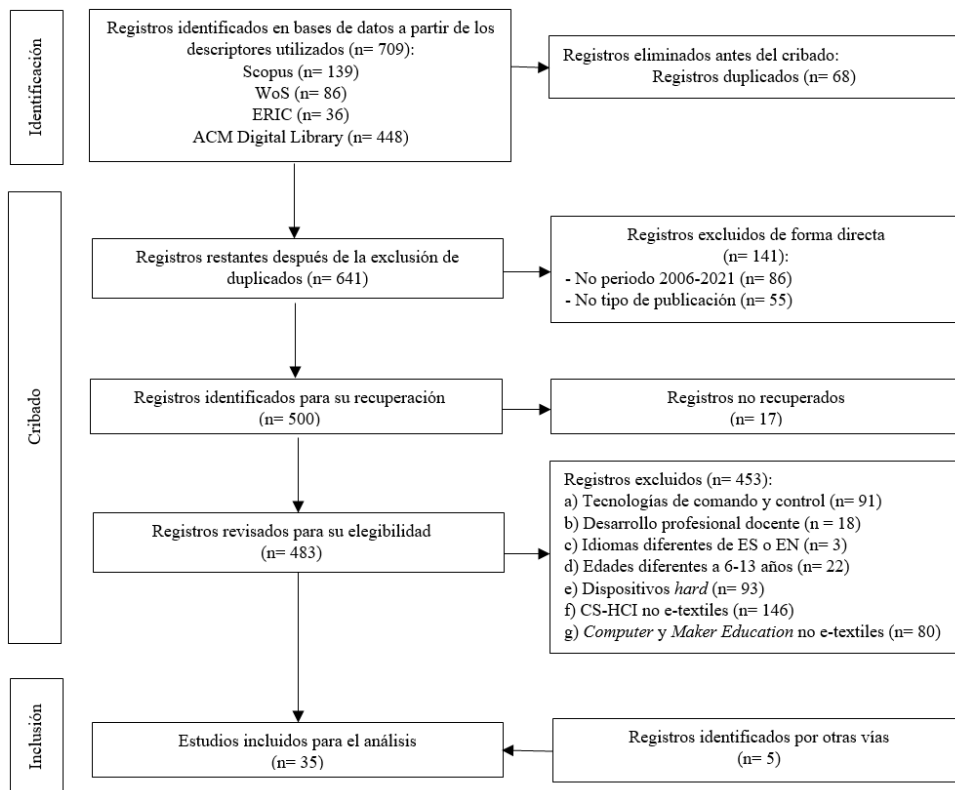 Identificación
Registros identificados en bases de datos a partir de los
descriptores utilizados (n= 709):
Scopus (n= 139)
WoS (n= 86)
ERIC (n= 36)
ACM Digital Library (n= 448)
Registros eliminados antes del cribado:
Registros duplicados (n= 68)
Cribado
Registros restantes después de la exclusión de
duplicados (n= 641)
Registros excluidos de forma directa
(n= 141):
- No periodo 2006-2021 (n= 86)
- No tipo de publicación (n= 55)
Registros identificados para su recuperación
(n= 500)
Registros no recuperados
(n= 17)
Registros revisados para su elegibilidad
(n= 483)
Registros excluidos (n= 453):
a) Tecnologías de comando y control (n= 91)
b) Desarrollo profesional docente (n = 18)
c) Idiomas diferentes de ES o EN (n= 3)
d) Edades diferentes a 6-13 años (n= 22)
e) Dispositivos hard (n= 93)
f) CS-HCI no e-textiles (n= 146)
g) Computer y Maker Education no e-textiles (n= 80)
Inclusión
Estudios incluidos para el análisis
(n= 35)
Registros identificados por otras vías
(n= 5)